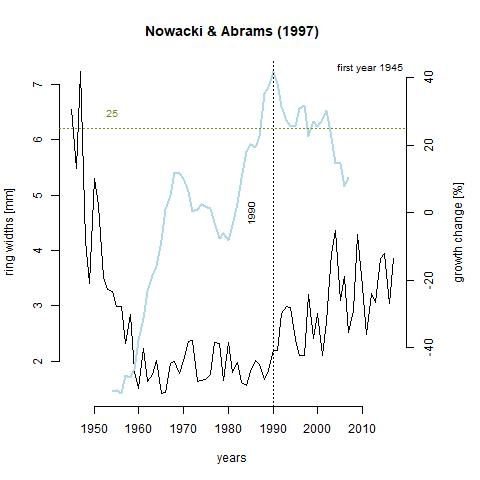 Nowacki & Abrams (1997)
first year 1945
25
1990
ring widths [mm]
7
6
5
4
3
2
growth change [%]
40
20
0
-20
-40
1950 1960 1970 1980 1990 2000 2010
years